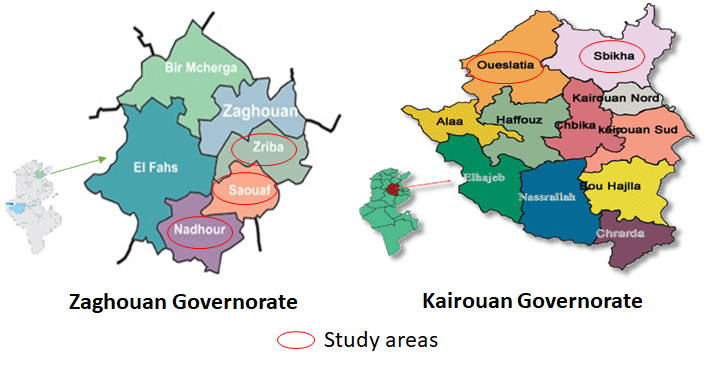 Bir Mcherga
Zaghouan
El Fahs
Zriba
Saouaf
Nadhour
Zaghouan Governorate
Oueslatia
Sbikha
Kairouan Nord
Alaa
Haffouz
Chbika
Kairouan Sud
Elhajeb
Nassrallah
Bou Hajlla
Chrarda
Kairouan Governorate
Study areas